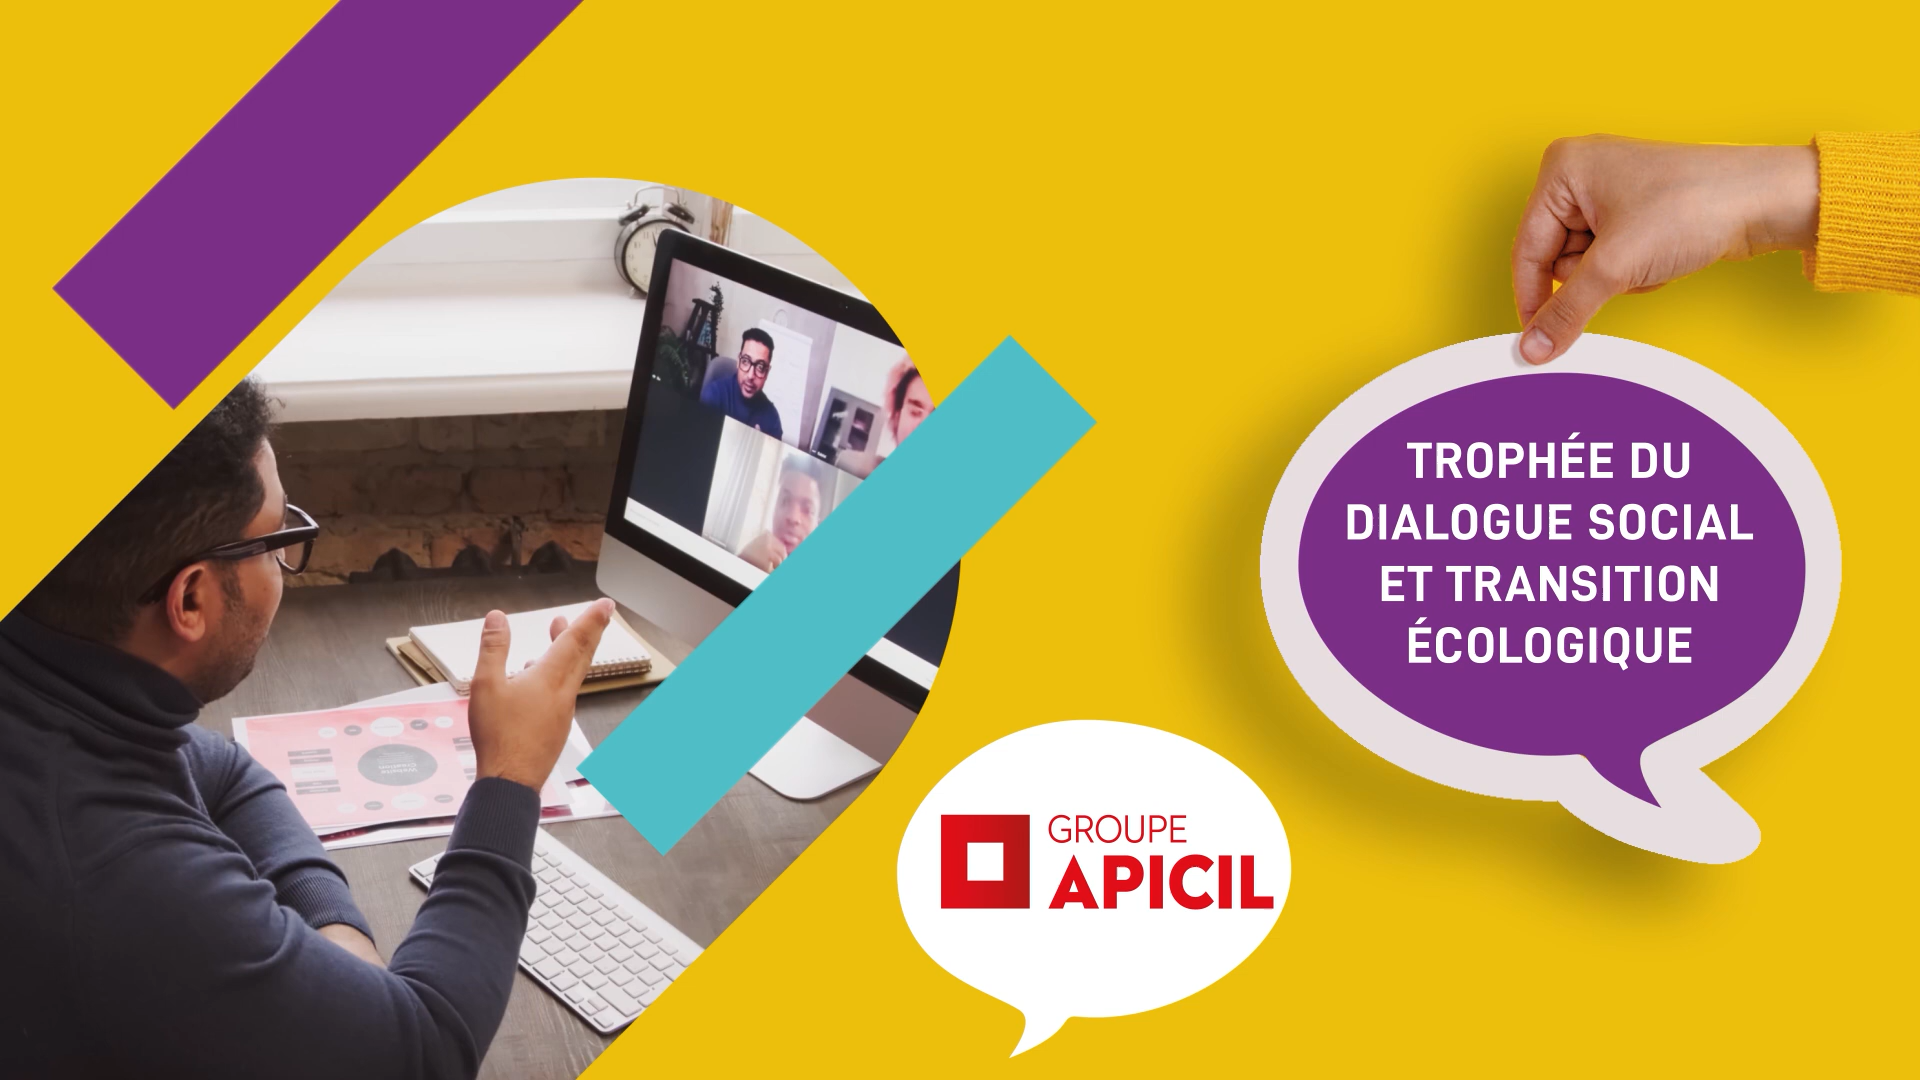 TROPHÉE DU
DIALOGUE SOCIAL
ET TRANSITION
ÉCOLOGIQUE
GROUPE
APICIL